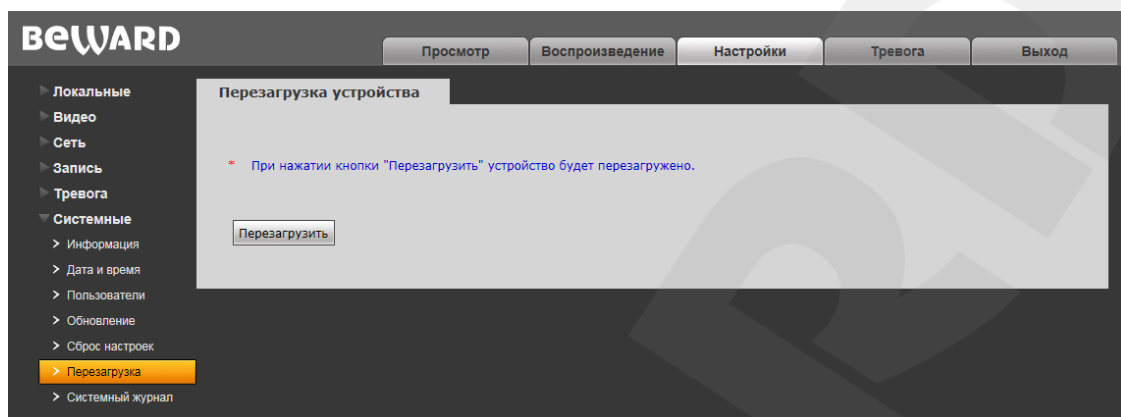 BEWARD
Просмотр Воспроизведение Настройки Тревога Выход
Локальные
Видео
Сеть
Запись
Тревога
Системные
Информация
Дата и время
Пользователи
Обновление
Сброс настроек
Перезагрузка
Системный журнал
Перезагрузка устройства
* При нажатии кнопки "Перезагрузить" устройство будет перезагружено.
Перезагрузить